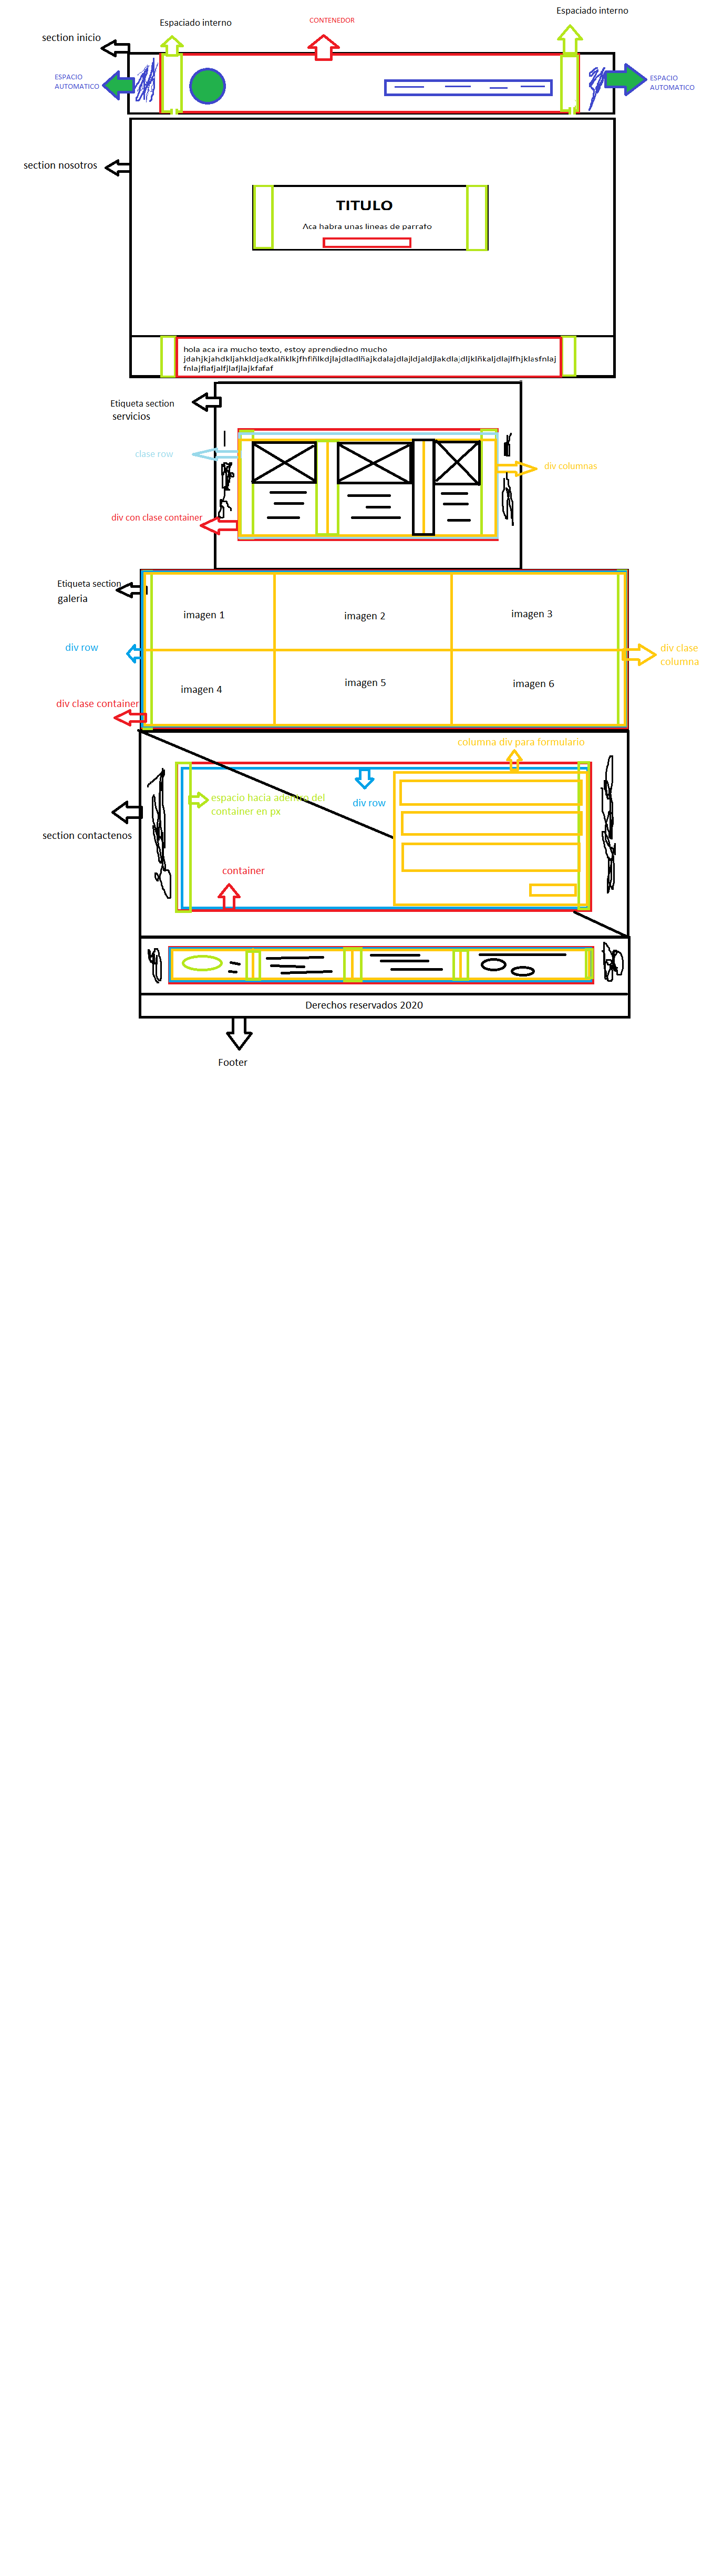 Espaciado interno
CONTENEDOR
Espaciado interno
section inicio
ESPACIO
AUTOMATICO
ESPACIO
AUTOMATICO
section nosotros
TITULO
Aca habra unas lineas de parrafo
hola aca ira mucho texto, estoy aprendiedno mucho
fnlajflafjalfjlafjlajkfafaf
Etiqueta section
servicios
clase row
div columnas
div con clase container
Etiqueta section
galeria
imagen 1
imagen 2
imagen 3
div row
div clase
columna
imagen 4
imagen 5
imagen 6
div clase container
columna div para formulario
espacio hacia adentro del
container en px
div row
section contactenos
container
Derechos reservados 2020
Footer